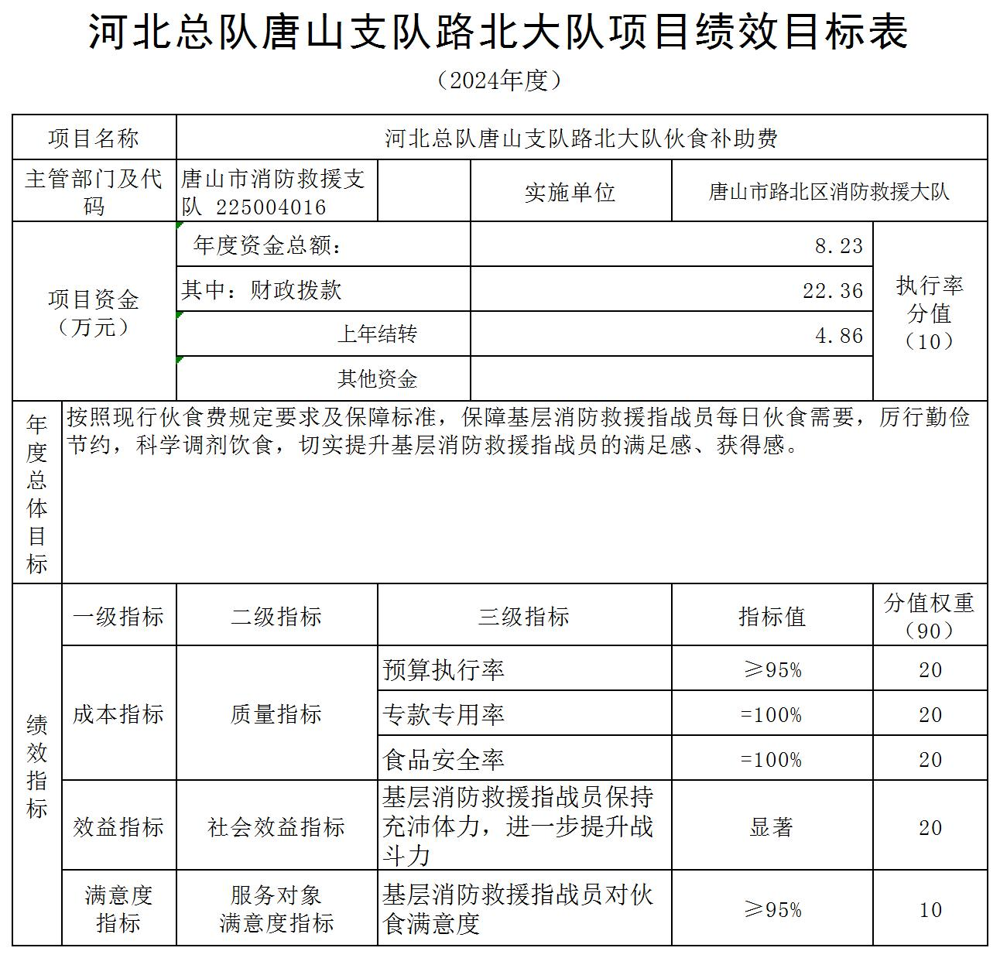 河北总队唐山支队路北大队项目绩效目标表
（2024年度）
项目名称
河北总队唐山支队路北大队伙食补助费
主管部门及代
码
唐山市消防救援支
队 225004016
实施单位
唐山市路北区消防救援大队
项目资金
（万元）
年度资金总额：
8.23
执行率
分值
（10）
其中：财政拨款
22.36
上年结转
4.86
其他资金
年
度
总
体
目
标
按照现行伙食费规定要求及保障标准，保障基层消防救援指战员每日伙食需要，厉行勤俭
节约，科学调剂饮食，切实提升基层消防救援指战员的满足感、获得感。
绩
效
指
标
一级指标
二级指标
三级指标
指标值
分值权重
（90）
成本指标
质量指标
预算执行率
≥95%
20
专款专用率
=100%
20
食品安全率
=100%
20
效益指标
社会效益指标
基层消防救援指战员保持
充沛体力，进一步提升战
斗力
显著
20
满意度
指标
服务对象
满意度指标
基层消防救援指战员对伙
食满意度
≥95%
10